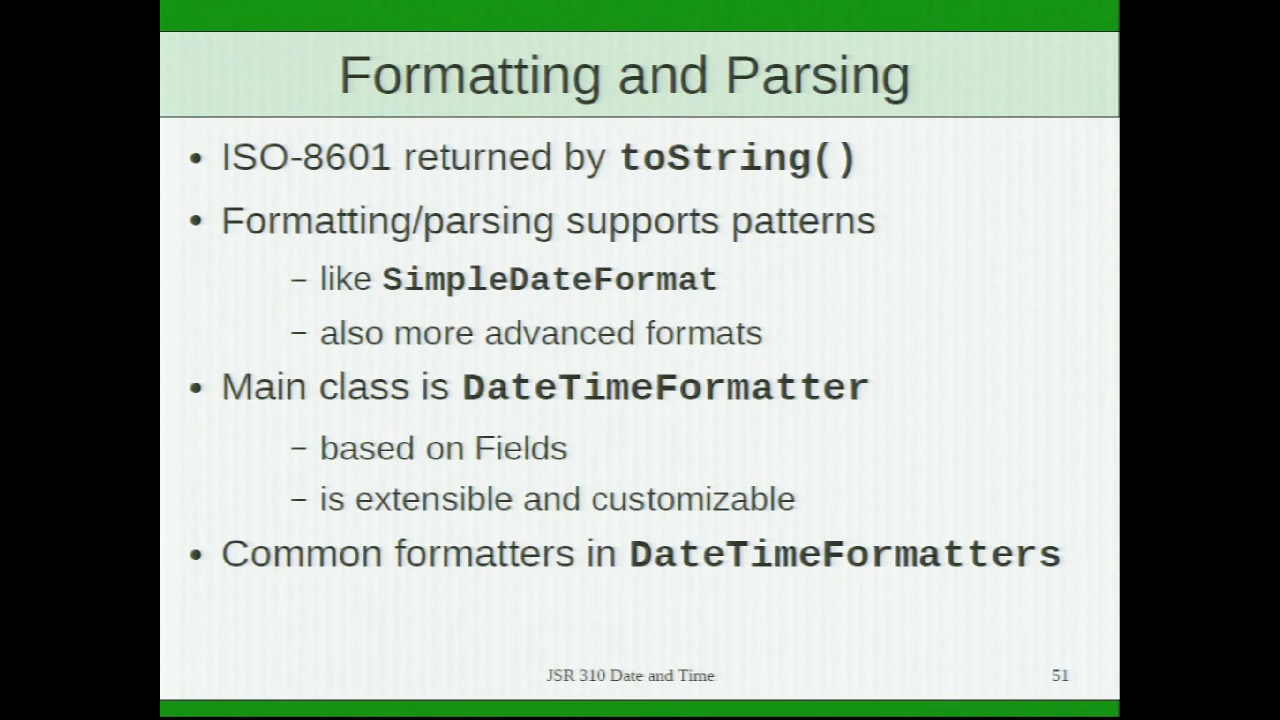 Formatting and Parsing
• ISO-8601 returned by toString()
• Formatting/parsing supports patterns
– like SimpleDateFormat
– also more advanced formats
• Main class is DateTimeFormatter
– based on Fields
– is extensible and customizable
• Common formatters in DateTimeFormatters
JSR 310 Date and Time
51